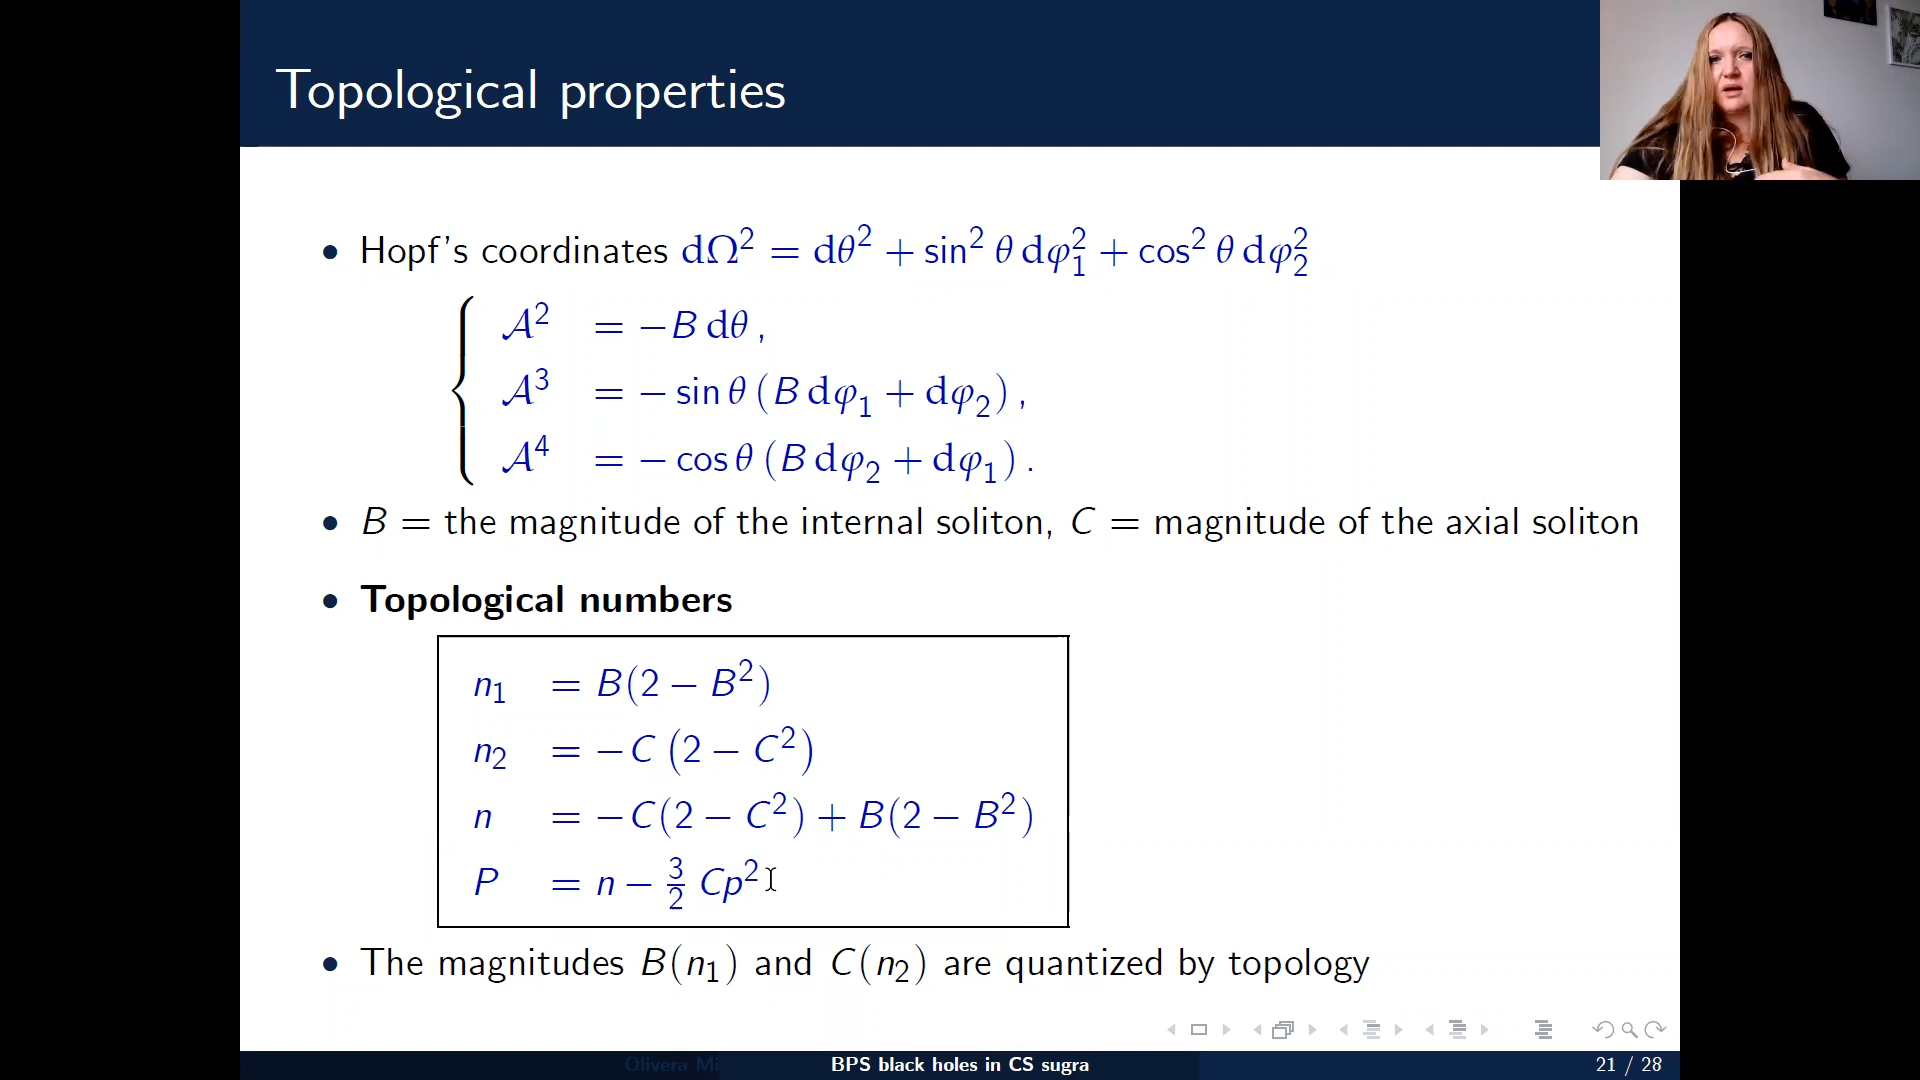 Topological properties
• Hopf's coordinates dΩ² = dθ² + sin² θ dφ₁² + cos² θ dφ₂²
𝒜² = −B dθ ,
𝒜³ = − sin θ (B dφ₁ + dφ₂) ,
𝒜⁴ = − cos θ (B dφ₂ + dφ₁) .
• B = the magnitude of the internal soliton, C = magnitude of the axial soliton
• Topological numbers
n₁ = B(2 − B²)
n₂ = −C (2 − C²)
n = −C(2 − C²) + B(2 − B²)
P = n − 3/2 Cp²
• The magnitudes B(n₁) and C(n₂) are quantized by topology
Olivera Mi BPS black holes in CS sugra 21 / 28